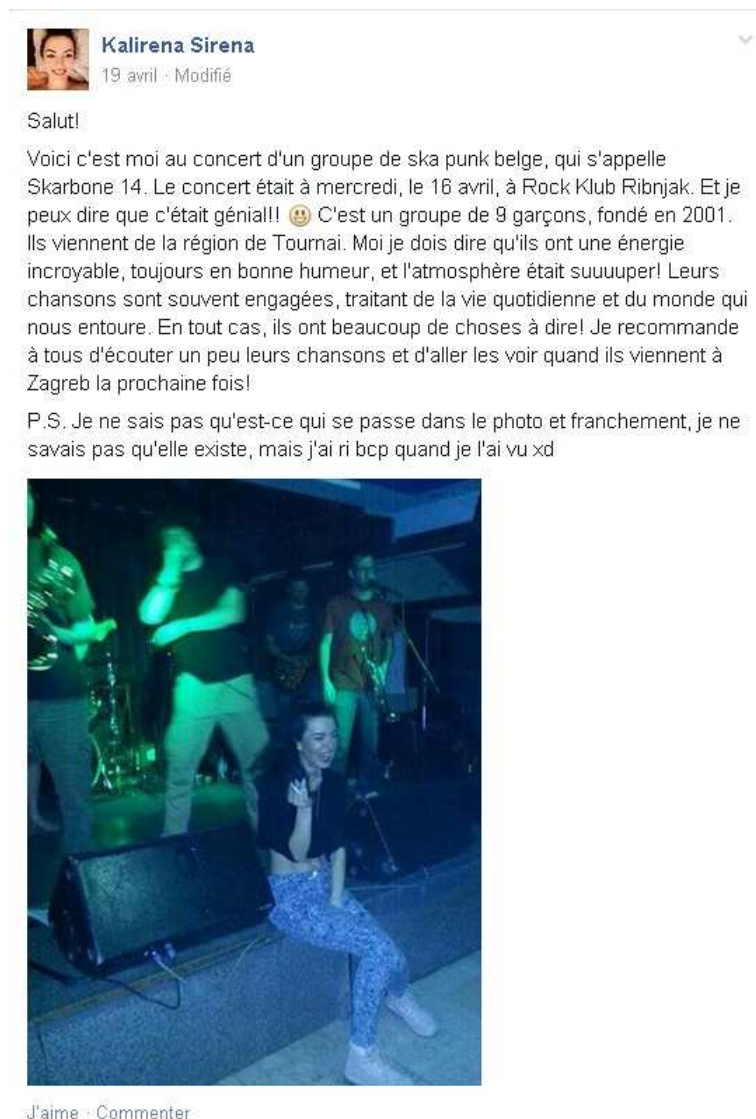 Kalirena Sirena
19 avril · Modifié
Salut!
Voici c'est moi au concert d'un groupe de ska punk belge, qui s'appelle
Skarbone 14. Le concert était à mercredi, le 16 avril, à Rock Klub Ribnjak. Et je
peux dire que c'était génial!! 😃 C'est un groupe de 9 garçons, fondé en 2001.
Ils viennent de la région de Tournai. Moi je dois dire qu'ils ont une énergie
incroyable, toujours en bonne humeur, et l'atmosphère était suuuuper! Leurs
chansons sont souvent engagées, traitant de la vie quotidienne et du monde qui
nous entoure. En tout cas, ils ont beaucoup de choses à dire! Je recommande
à tous d'écouter un peu leurs chansons et d'aller les voir quand ils viennent à
Zagreb la prochaine fois!
P.S. Je ne sais pas qu'est-ce qui se passe dans le photo et franchement, je ne
savais pas qu'elle existe, mais j'ai ri bcp quand je l'ai vu xd
J'aime · Commenter